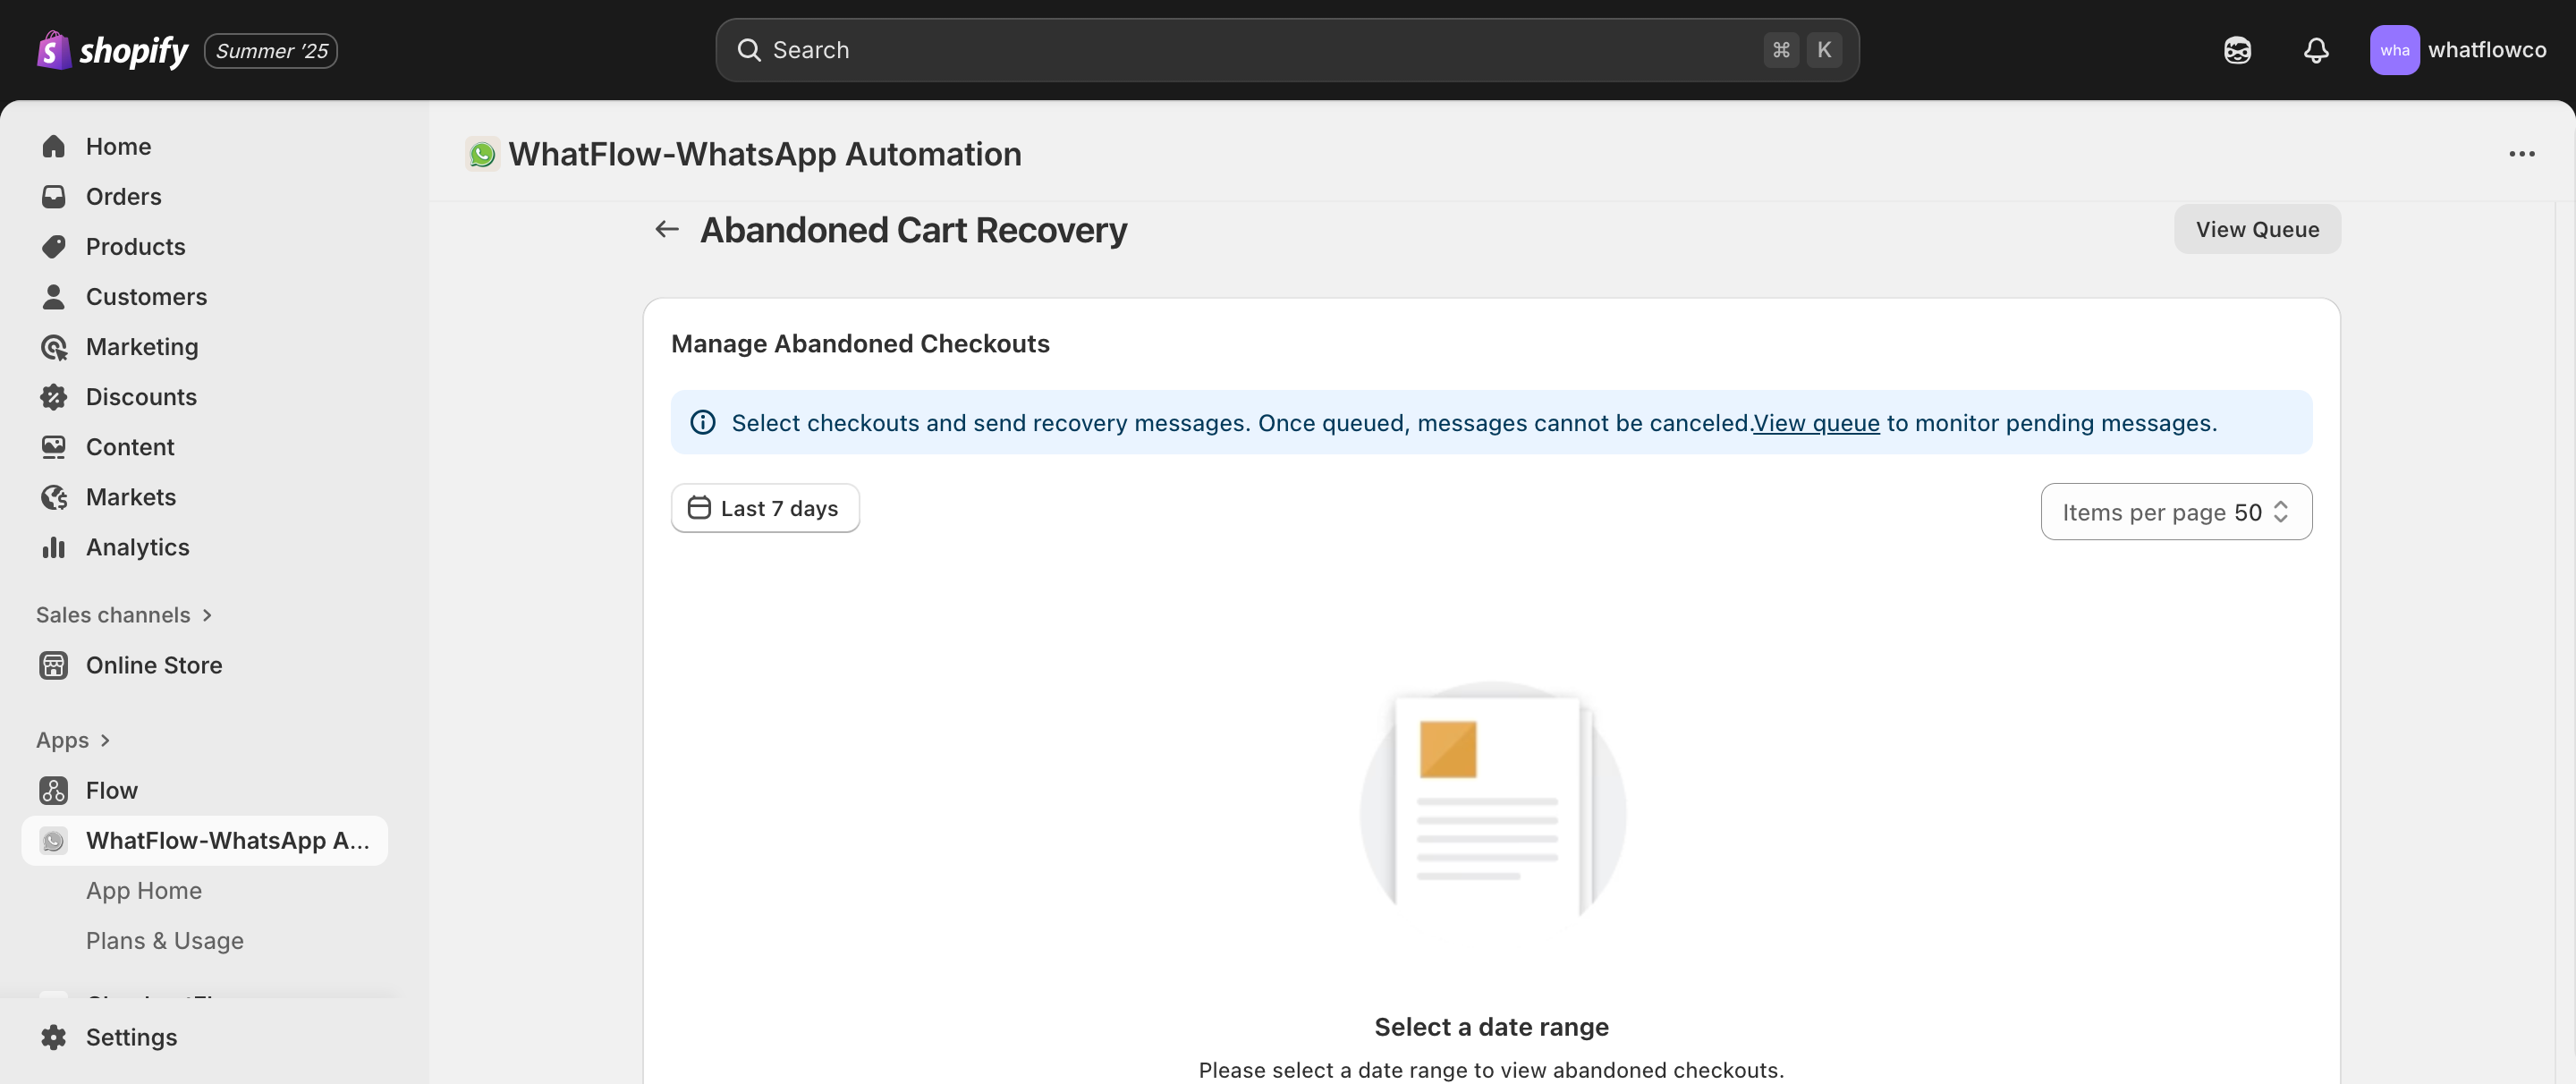 shopify Summer '25
Search ⌘ K
wha whatflowco
Home
Orders
Products
Customers
Marketing
Discounts
Content
Markets
Analytics
Sales channels
Online Store
Apps
Flow
WhatFlow-WhatsApp A...
App Home
Plans & Usage
Settings
WhatFlow-WhatsApp Automation
Abandoned Cart Recovery
View Queue
Manage Abandoned Checkouts
Select checkouts and send recovery messages. Once queued, messages cannot be canceled.View queue to monitor pending messages.
Last 7 days
Items per page 50
Select a date range
Please select a date range to view abandoned checkouts.